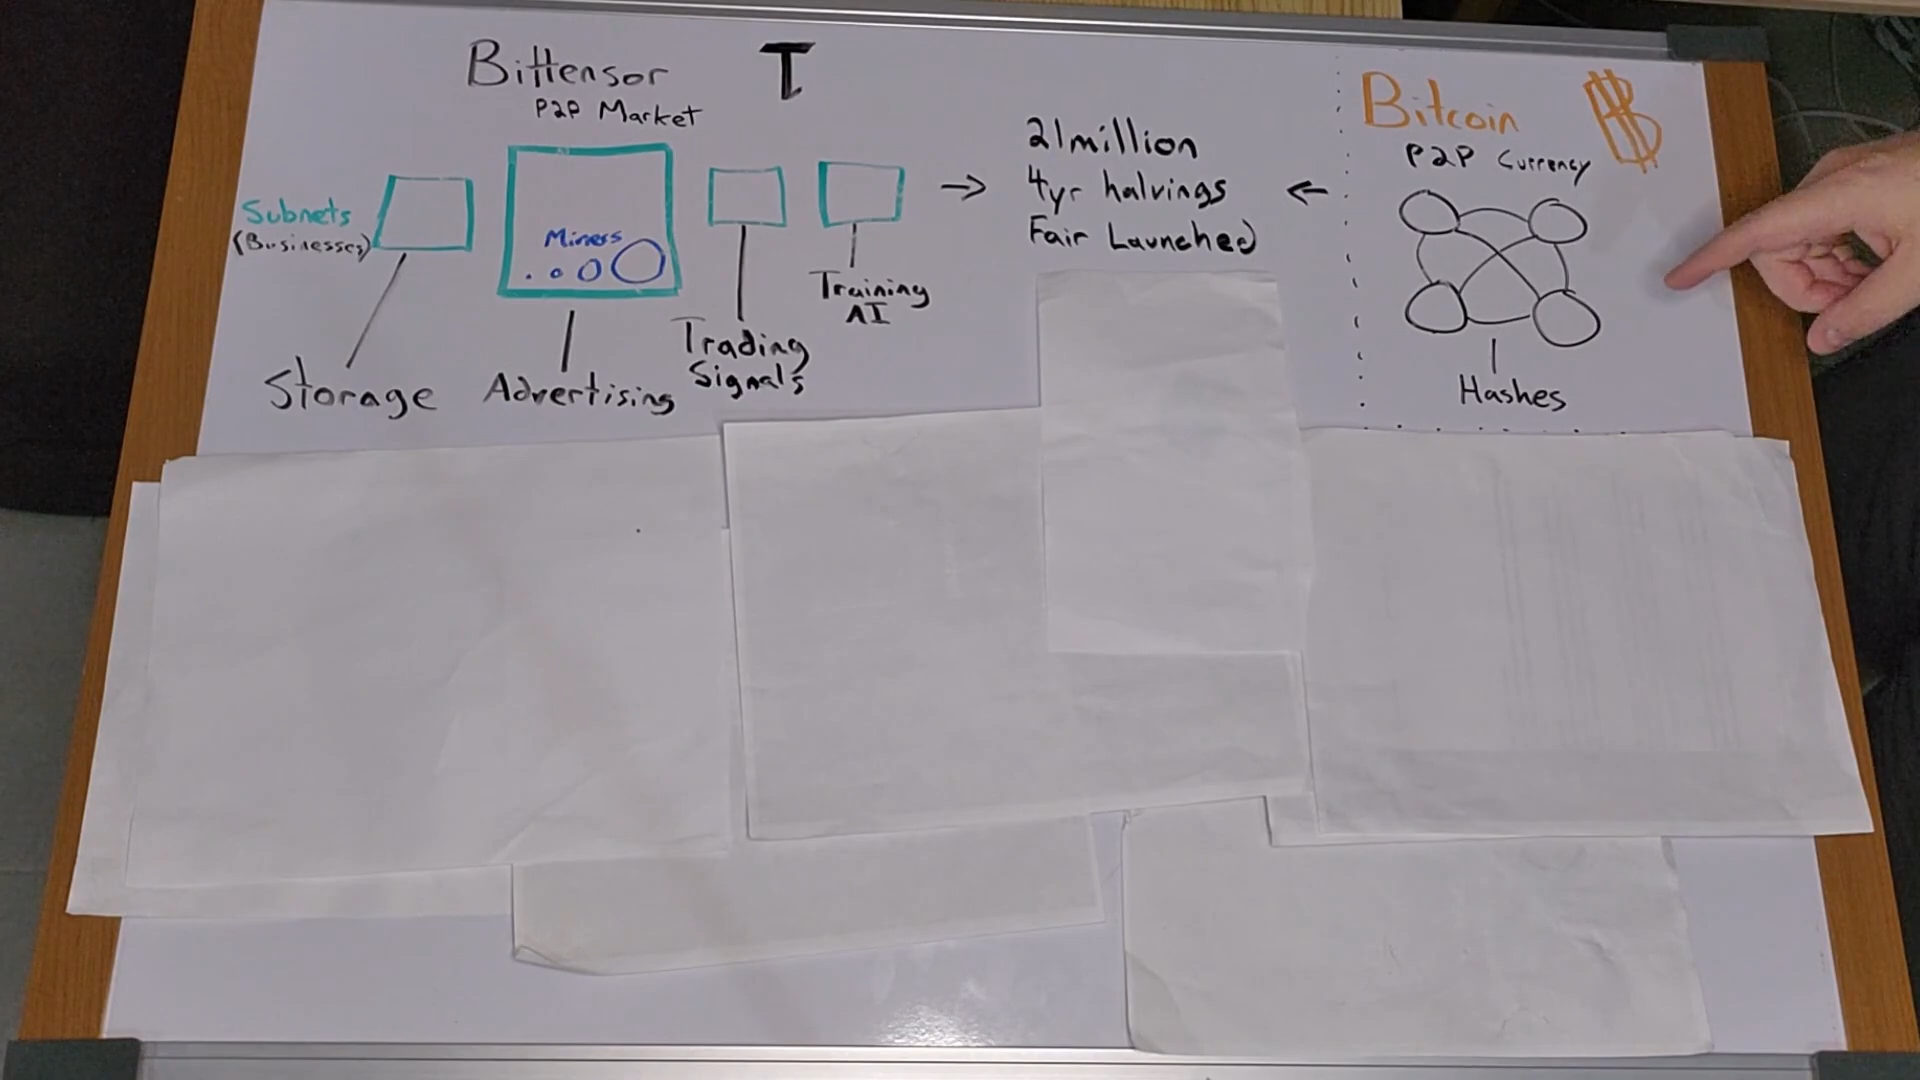 Bittensor T
P2P Market
Subnets
(Businesses)
Miners
Storage
Advertising
Trading
Signals
Training
AI
21million
4yr halvings
Fair Launched
Bitcoin ₿
P2P Currency
Hashes